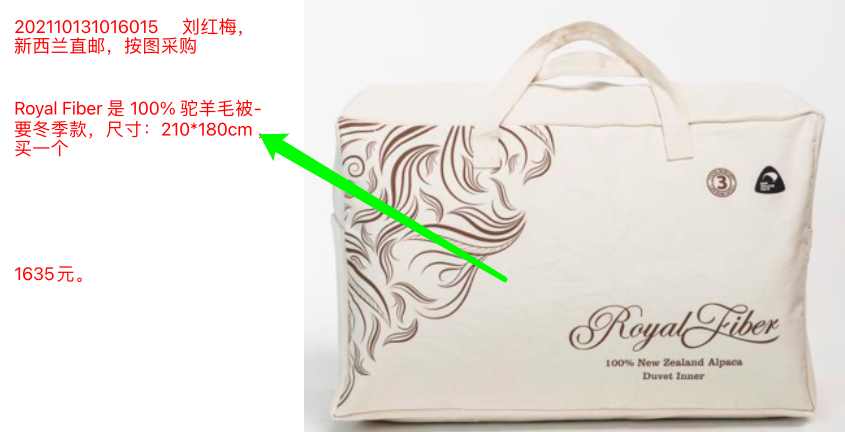 202110131016015 刘红梅，
新西兰直邮，按图采购
Royal Fiber 是 100% 驼羊毛被-
要冬季款，尺寸：210*180cm，
买一个
1635元。
3
Royal Fiber
100% New Zealand Alpaca
Duvet Inner